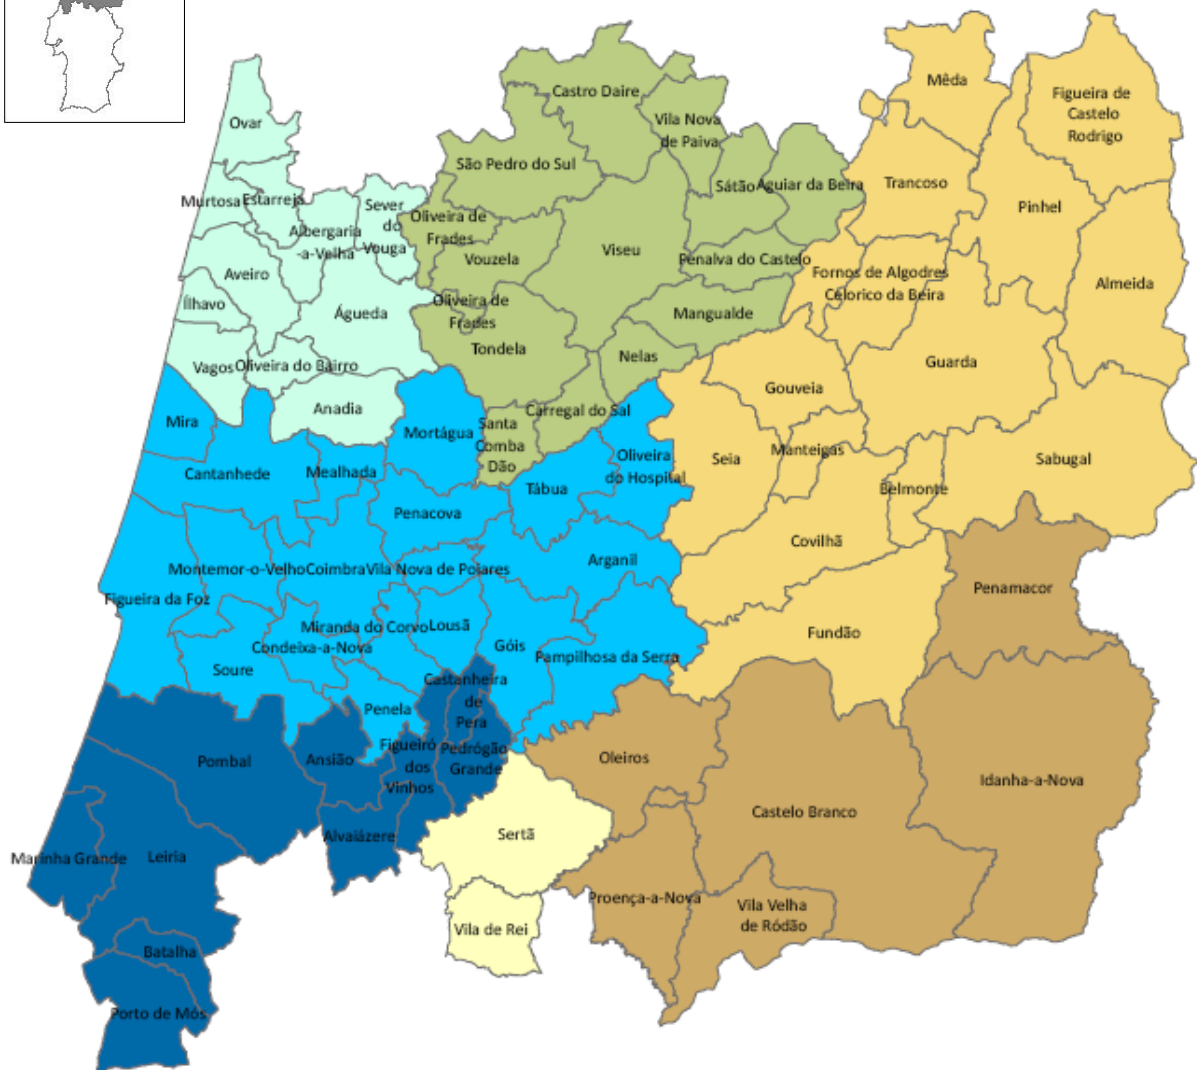 Mêda
Figueira de
Castelo
Rodrigo
Castro Daire
Ovar
Vila Nova
de Paiva
São Pedro do Sul
Sátão
Aguiar da Beira
Trancoso
Murtosa
Estarreja
Sever
do
Vouga
Pinhel
Albergaria
-a-Velha
Oliveira de
Frades
Viseu
Vouzela
Penalva do Castelo
Aveiro
Fornos de Algodres
Celorico da Beira
Almeida
Ílhavo
Águeda
Oliveira de
Frades
Mangualde
Tondela
Nelas
Guarda
Vagos
Oliveira do Bairro
Gouveia
Anadia
Carregal do Sal
Mira
Mortágua
Santa
Comba
Dão
Manteigas
Seia
Sabugal
Oliveira
do Hospital
Cantanhede
Mealhada
Tábua
Belmonte
Penacova
Covilhã
Montemor-o-Velho
Coimbra
Vila Nova de Poiares
Arganil
Penamacor
Figueira da Foz
Miranda do Corvo
Lousã
Fundão
Condeixa-a-Nova
Góis
Pampilhosa da Serra
Soure
Castanheira
de
Pera
Penela
Figueiró
dos
Vinhos
Pedrógão
Grande
Pombal
Ansião
Oleiros
Idanha-a-Nova
Castelo Branco
Alvaiázere
Sertã
Marinha Grande
Leiria
Proença-a-Nova
Vila Velha
de Ródão
Vila de Rei
Batalha
Porto de Mós